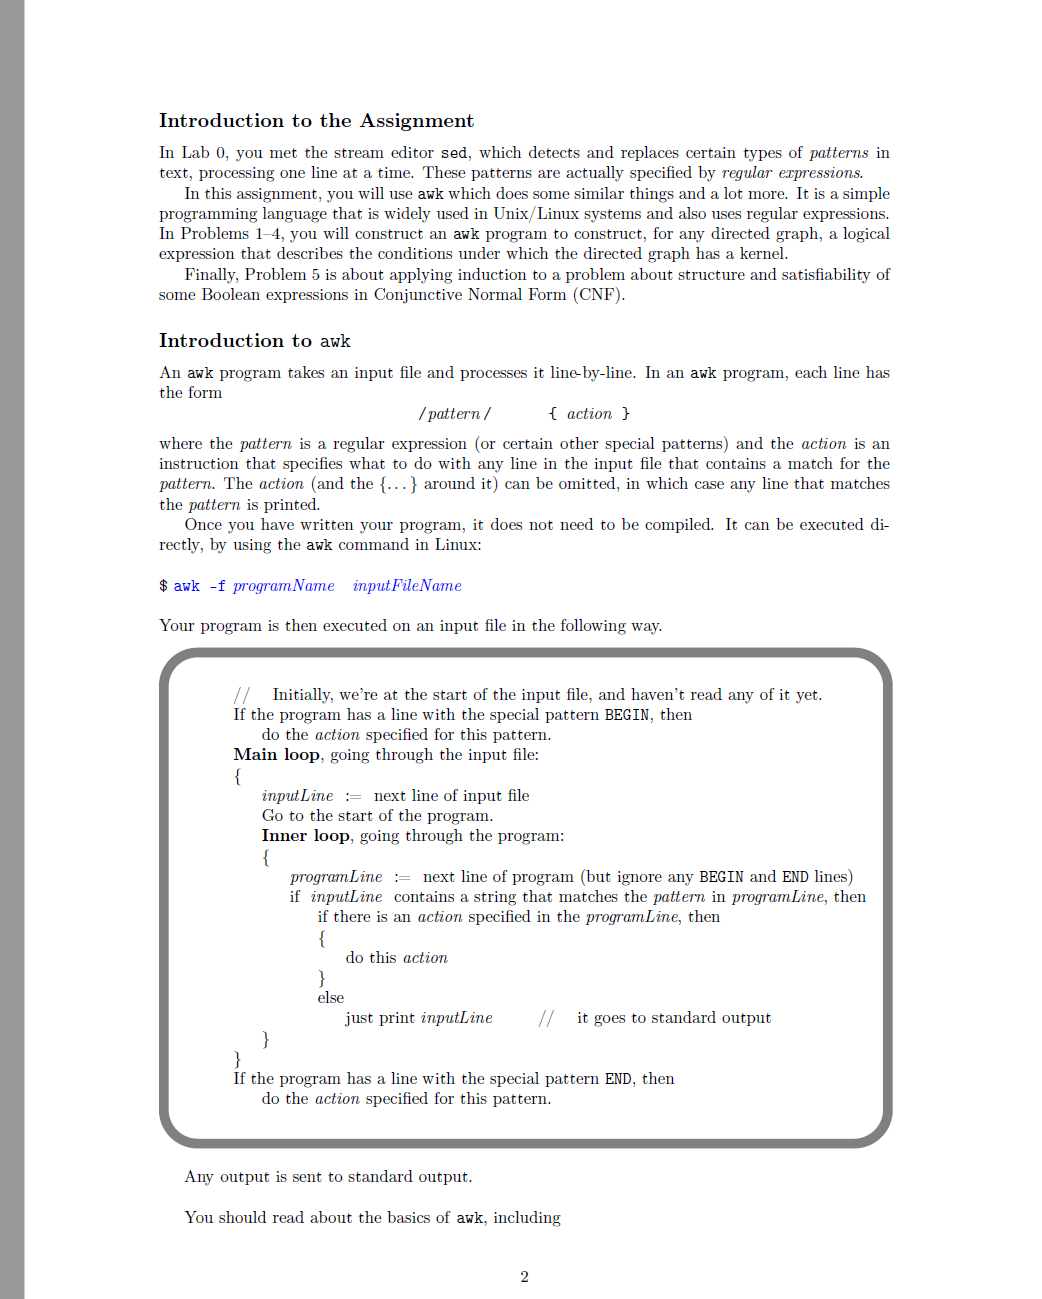 Introduction to the Assignment
In Lab 0, you met the stream editor sed, which detects and replaces certain types of patterns in
text, processing one line at a time. These patterns are actually specified by regular expressions.
In this assignment, you will use awk which does some similar things and a lot more. It is a simple
programming language that is widely used in Unix/Linux systems and also uses regular expressions.
In Problems 1–4, you will construct an awk program to construct, for any directed graph, a logical
expression that describes the conditions under which the directed graph has a kernel.
Finally, Problem 5 is about applying induction to a problem about structure and satisfiability of
some Boolean expressions in Conjunctive Normal Form (CNF).
Introduction to awk
An awk program takes an input file and processes it line-by-line. In an awk program, each line has
the form
/pattern/ { action }
where the pattern is a regular expression (or certain other special patterns) and the action is an
instruction that specifies what to do with any line in the input file that contains a match for the
pattern. The action (and the {...} around it) can be omitted, in which case any line that matches
the pattern is printed.
Once you have written your program, it does not need to be compiled. It can be executed di-
rectly, by using the awk command in Linux:
$ awk -f programName inputFileName
Your program is then executed on an input file in the following way.
// Initially, we're at the start of the input file, and haven't read any of it yet.
If the program has a line with the special pattern BEGIN, then
do the action specified for this pattern.
Main loop, going through the input file:
{
inputLine := next line of input file
Go to the start of the program.
Inner loop, going through the program:
{
programLine := next line of program (but ignore any BEGIN and END lines)
if inputLine contains a string that matches the pattern in programLine, then
if there is an action specified in the programLine, then
{
do this action
}
else
just print inputLine // it goes to standard output
}
}
If the program has a line with the special pattern END, then
do the action specified for this pattern.
Any output is sent to standard output.
You should read about the basics of awk, including
2